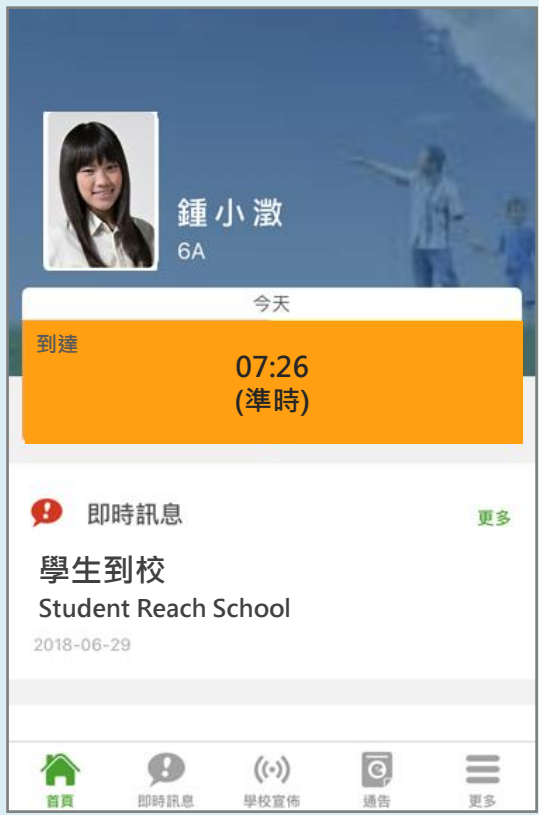 鍾小澂
6A
今天
到達
07:26
(準時)
即時訊息
更多
學生到校
Student Reach School
2018-06-29
首頁
即時訊息
學校宣佈
通告
更多